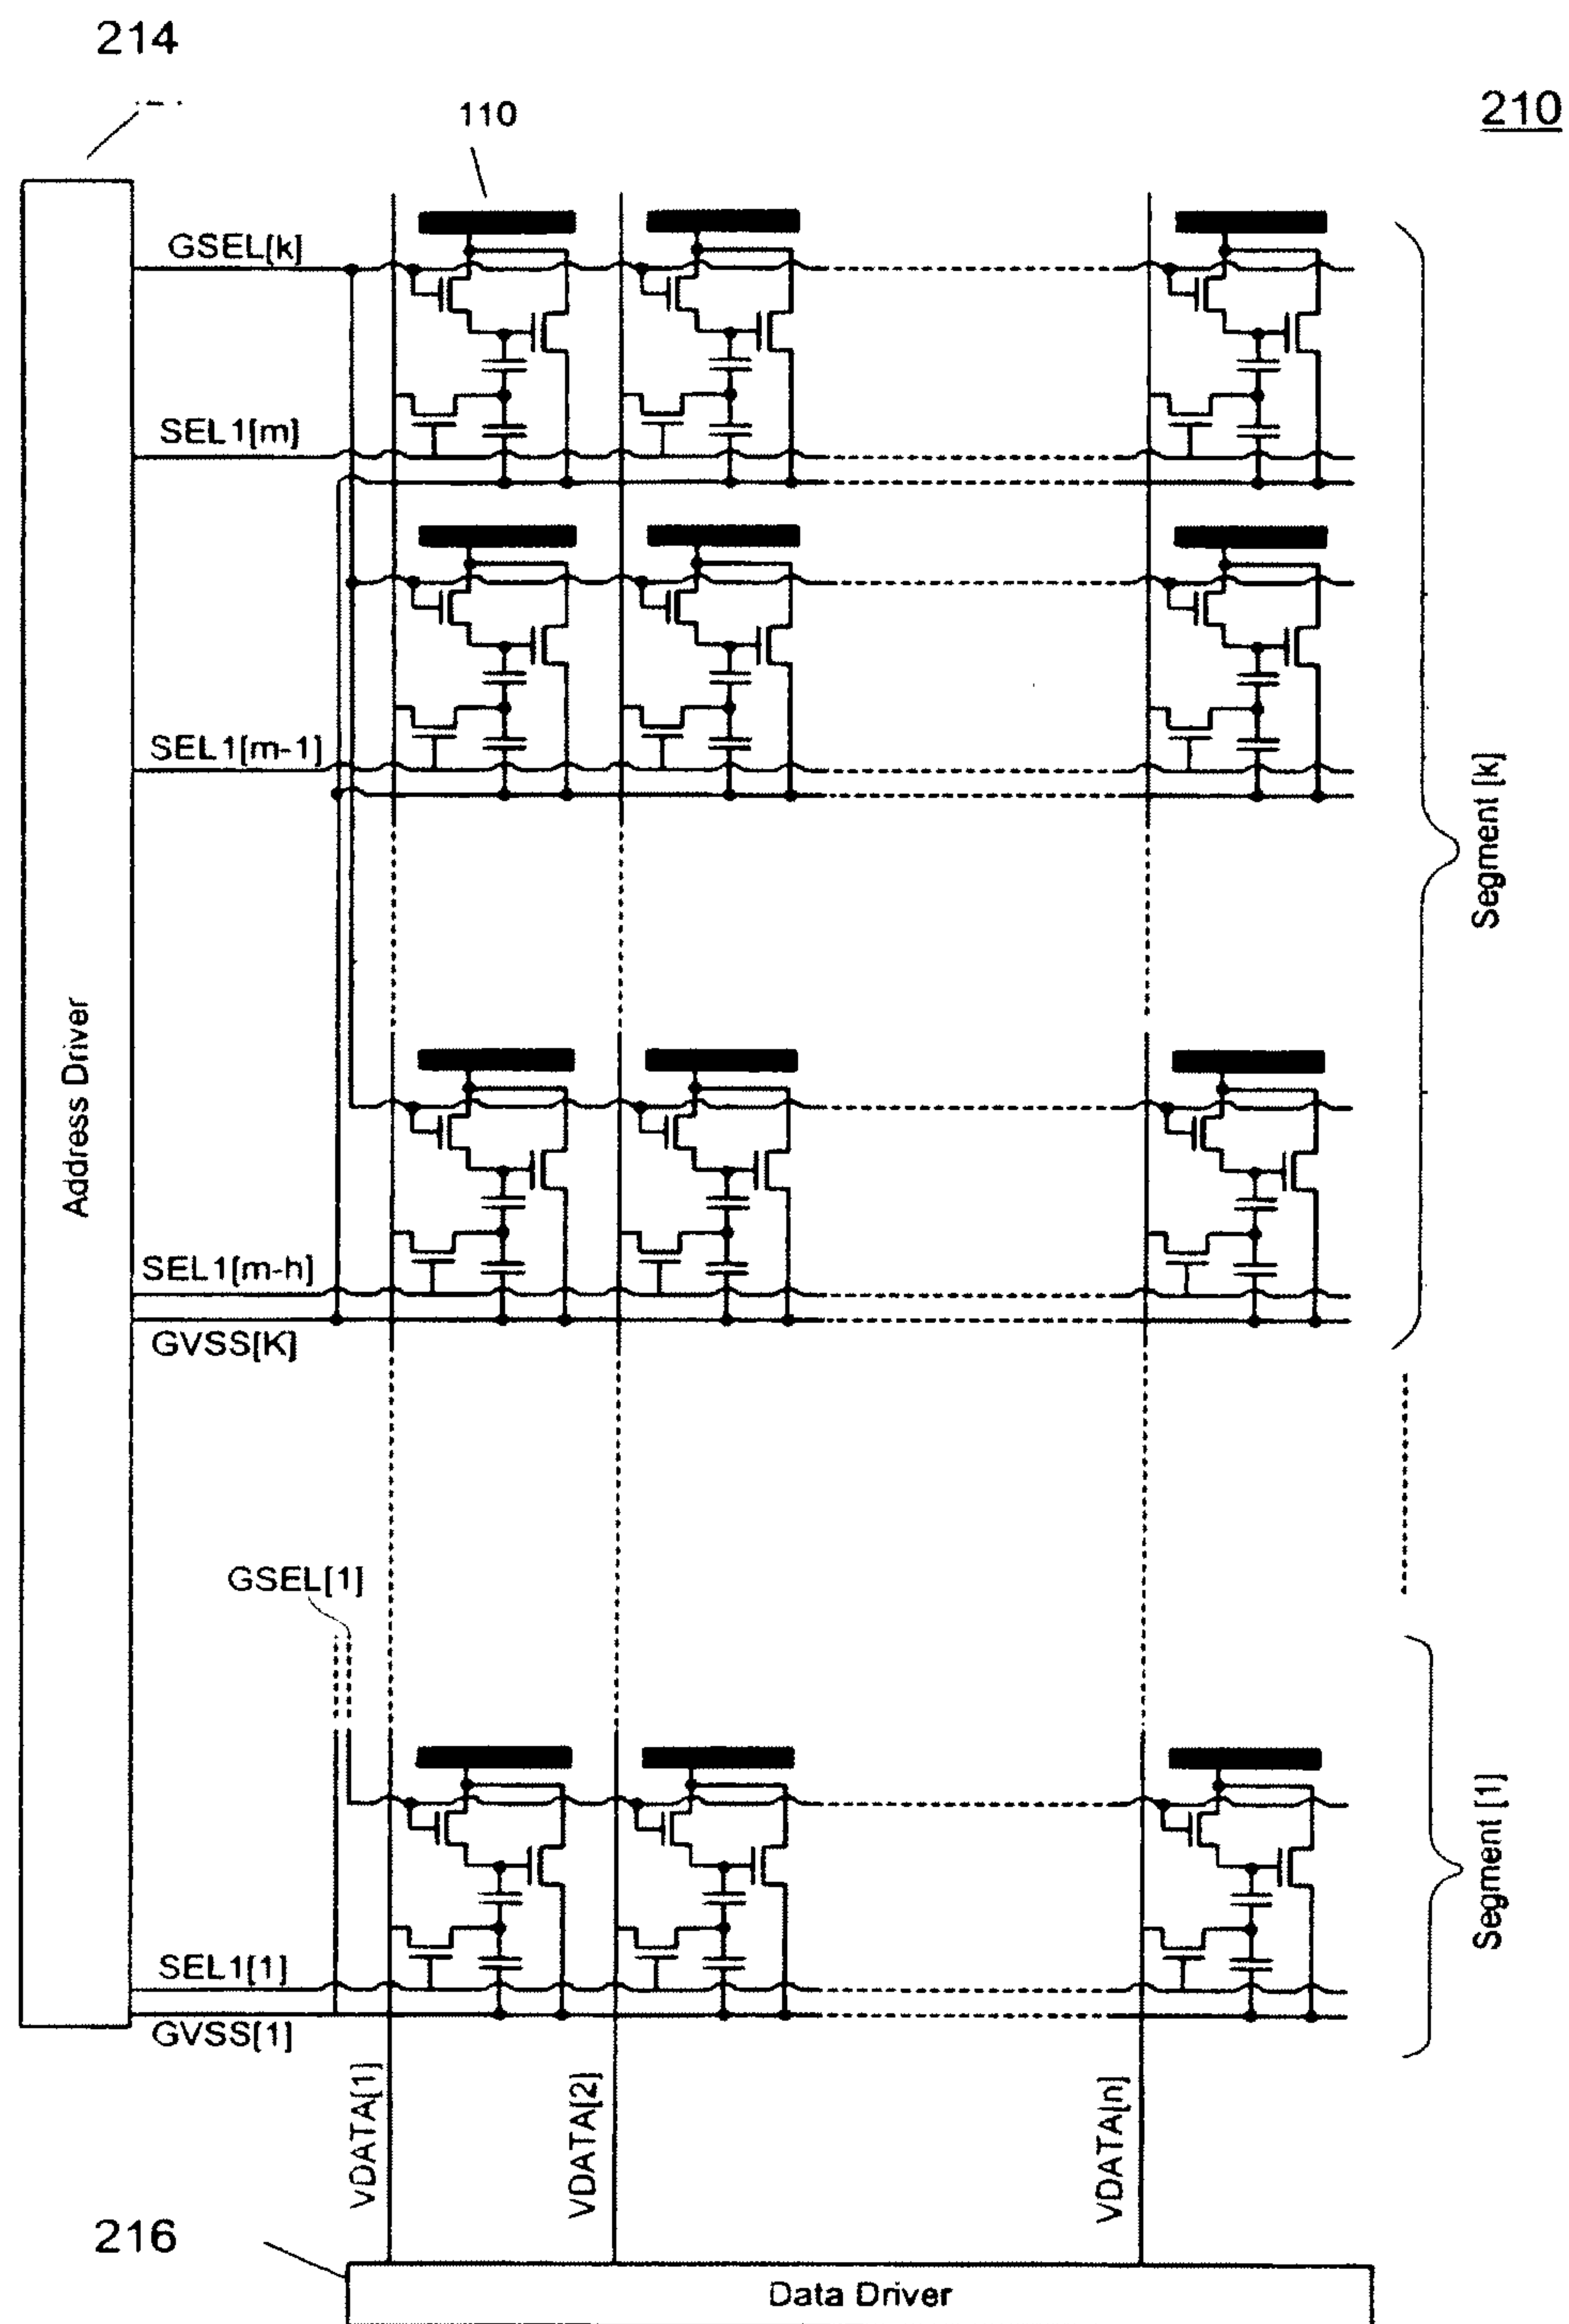 214
110
210
GSEL[k]
SEL1[m]
SEL1[m-1]
Segment [k]
Address Driver
SEL1[m-h]
GVSS[K]
GSEL[1]
Segment [1]
SEL1[1]
GVSS[1]
VDATA[1]
VDATA[2]
VDATA[n]
216
Data Driver